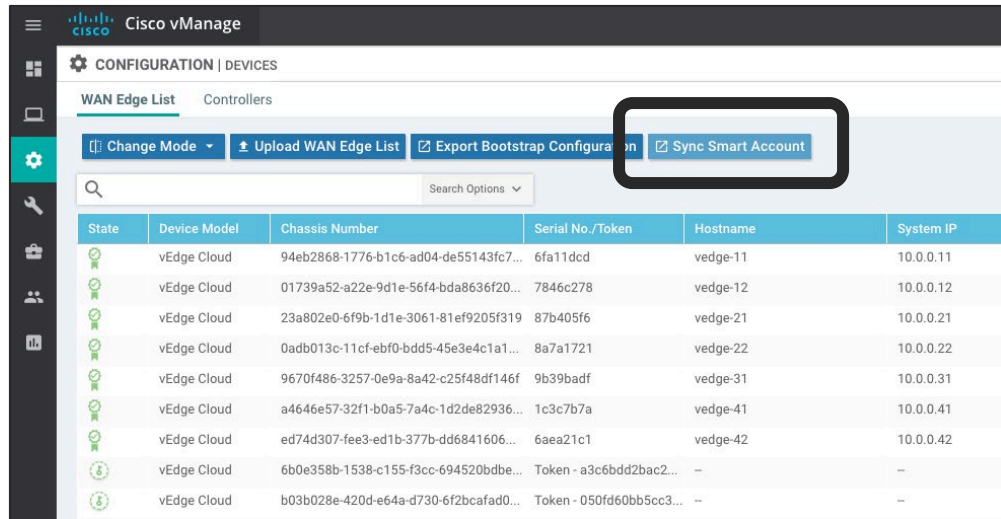 cisco Cisco vManage
CONFIGURATION | DEVICES
WAN Edge List Controllers
Change Mode Upload WAN Edge List Export Bootstrap Configuration Sync Smart Account
Search Options
State Device Model Chassis Number Serial No./Token Hostname System IP
vEdge Cloud 94eb2868-1776-b1c6-ad04-de55143fc7... 6fa11dcd vedge-11 10.0.0.11
vEdge Cloud 01739a52-a22e-9d1e-56f4-bda8636f20... 7846c278 vedge-12 10.0.0.12
vEdge Cloud 23a802e0-6f9b-1d1e-3061-81ef9205f319 87b405f6 vedge-21 10.0.0.21
vEdge Cloud 0adb013c-11cf-ebf0-bdd5-45e3e4c1a1... 8a7a1721 vedge-22 10.0.0.22
vEdge Cloud 9670f486-3257-0e9a-8a42-c25f48df146f 9b39badf vedge-31 10.0.0.31
vEdge Cloud a4646e57-32f1-b0a5-7a4c-1d2de82936... 1c3c7b7a vedge-41 10.0.0.41
vEdge Cloud ed74d307-fee3-ed1b-377b-dd6841606... 6aea21c1 vedge-42 10.0.0.42
vEdge Cloud 6b0e358b-1538-c155-f3cc-694520bdbe... Token - a3c6bdd2bac2... -- --
vEdge Cloud b03b028e-420d-e64a-d730-6f2bcafad0... Token - 050fd60bb5cc3... -- --